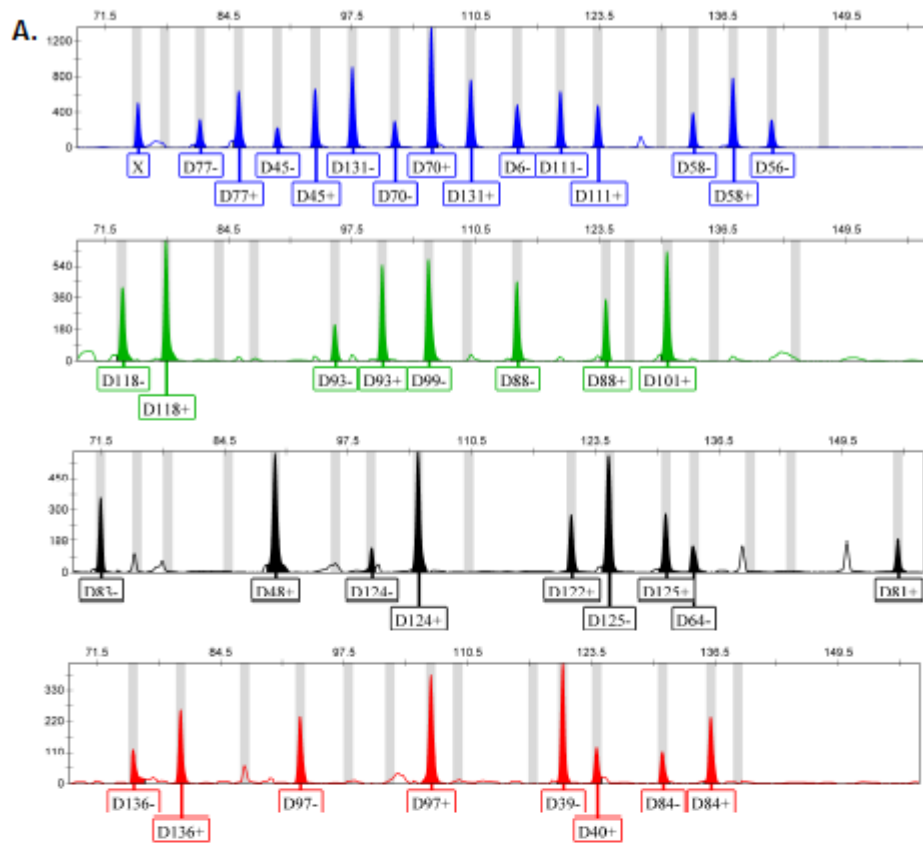 A.
71.5 84.5 97.5 110.5 123.5 136.5 149.5
1200
800
400
0
X D77- D45- D131- D70- D70+ D6- D111- D58- D56-
D77+ D45+ D131+ D111+ D58+
71.5 84.5 97.5 110.5 123.5 136.5 149.5
540
360
180
0
D118- D93- D93+ D99- D88- D88+ D101+
D118+
71.5 84.5 97.5 110.5 123.5 136.5 149.5
450
300
0
D83- D48+ D124- D122+ D125+ D81+
D124+ D125- D64-
71.5 84.5 97.5 110.5 123.5 136.5 149.5
330
220
110
0
D136- D97- D97+ D39- D84- D84+
D136+ D40+